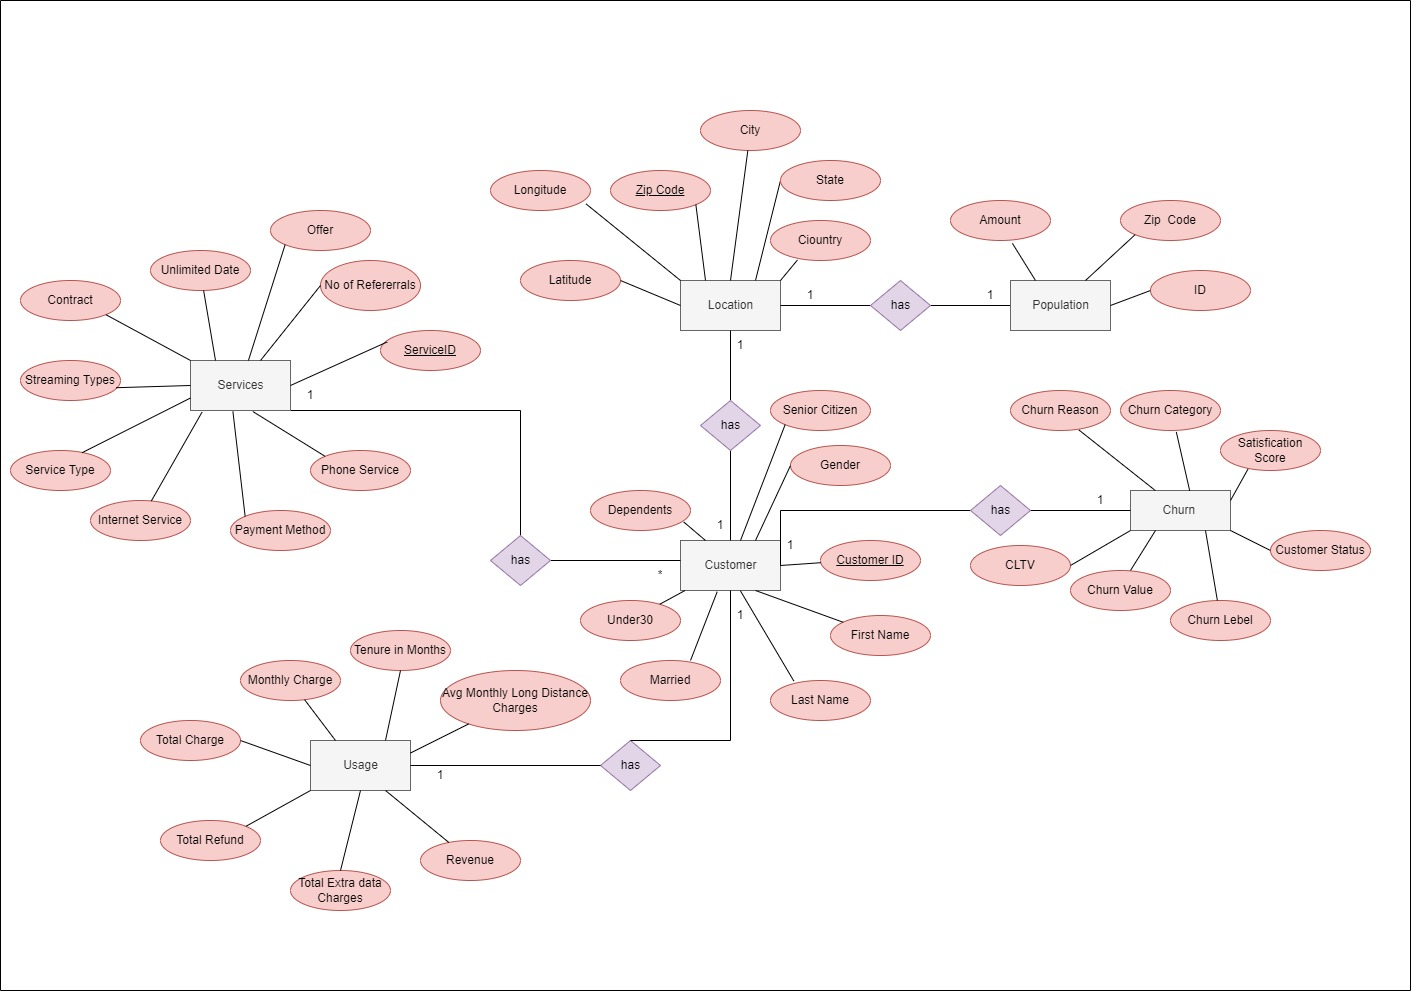 City
State
Longitude
Zip Code
Amount
Zip  Code
Offer
Ciountry
Unlimited Date
No of Refererrals
Latitude
ID
Contract
1
1
Location
has
Population
1
ServiceID
Streaming Types
Services
1
Senior Citizen
Churn Reason
Churn Category
has
Satisfication
Score
Service Type
Phone Service
Gender
1
Internet Service
Payment Method
Dependents
1
has
Churn
1
Customer Status
has
*
Customer
Customer ID
CLTV
Churn Value
Under30
1
Churn Lebel
First Name
Tenure in Months
Monthly Charge
Married
Avg Monthly Long Distance
Charges
Last Name
Total Charge
Usage
1
has
Total Refund
Revenue
Total Extra data
Charges